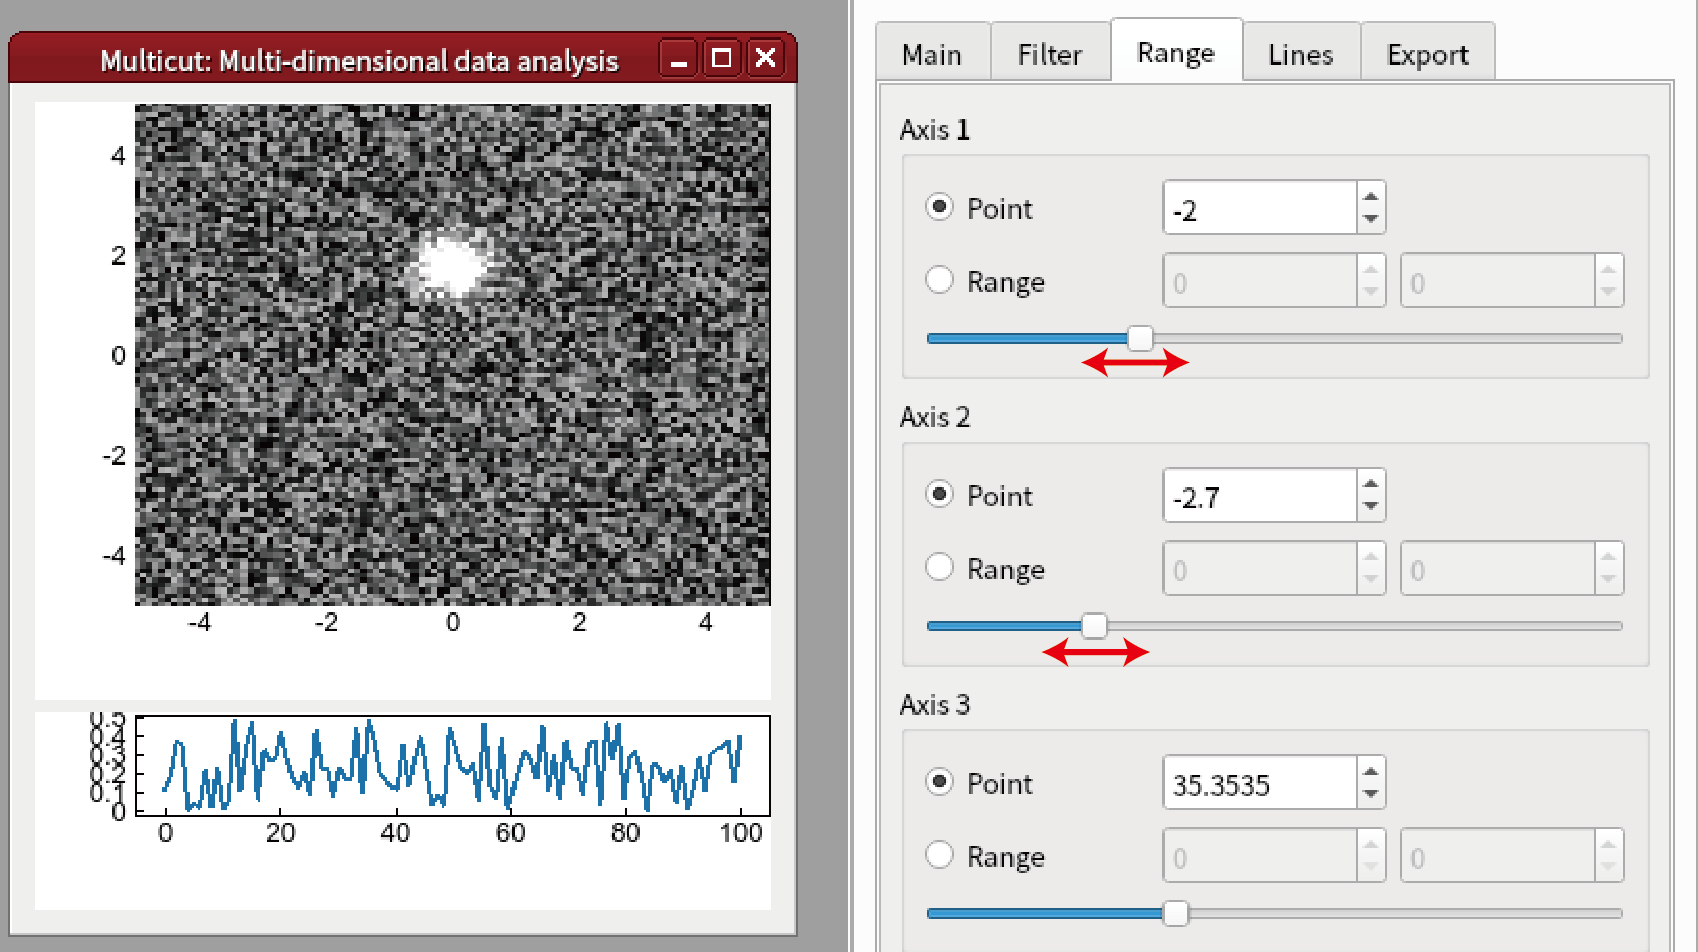 Multicut: Multi-dimensional data analysis
4
2
0
-2
-4
-4 -2 0 2 4
0.5
0.4
0.3
0.2
0.1
0
0 20 40 60 80 100
Main Filter Range Lines Export
Axis 1
Point -2
Range 0 0
Axis 2
Point -2.7
Range 0 0
Axis 3
Point 35.3535
Range 0 0